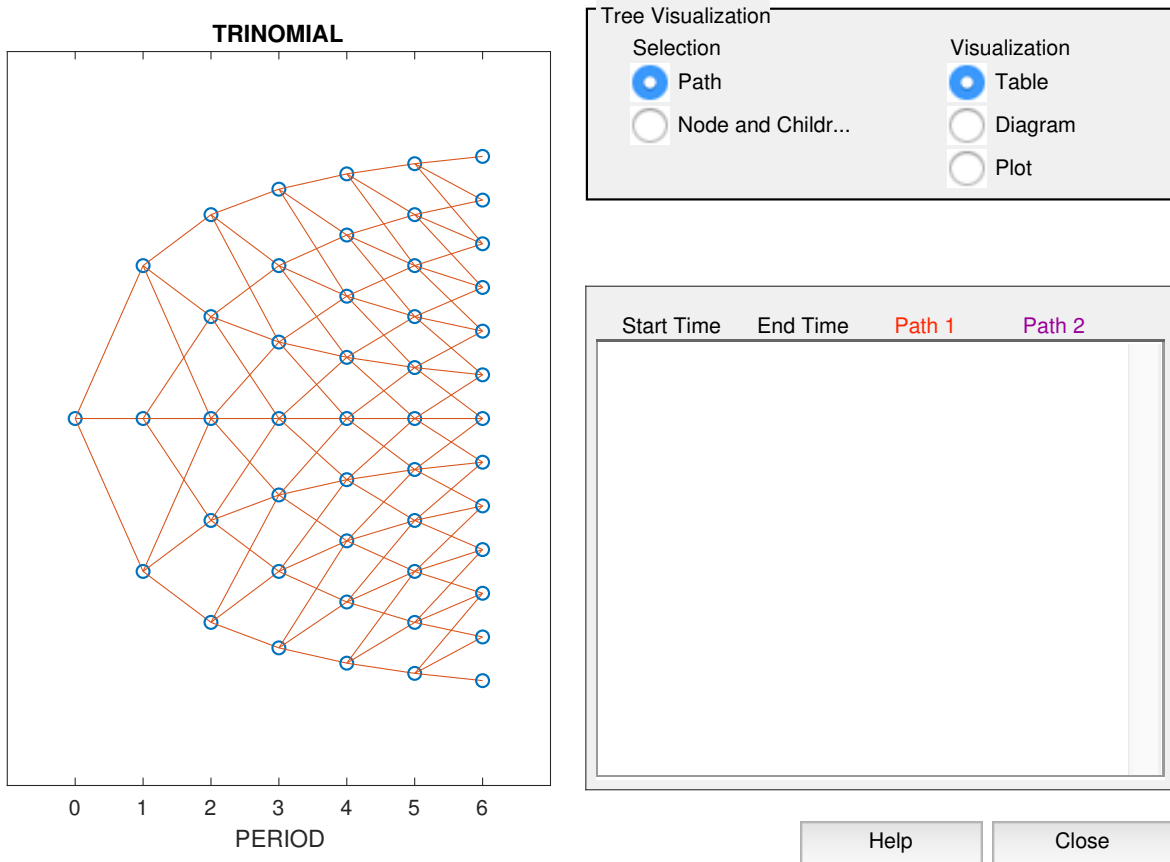 TRINOMIAL
0 1 2 3 4 5 6
PERIOD
Tree Visualization
Selection Visualization
Path Table
Node and Childr... Diagram
Plot
Start Time End Time Path 1 Path 2
Help Close